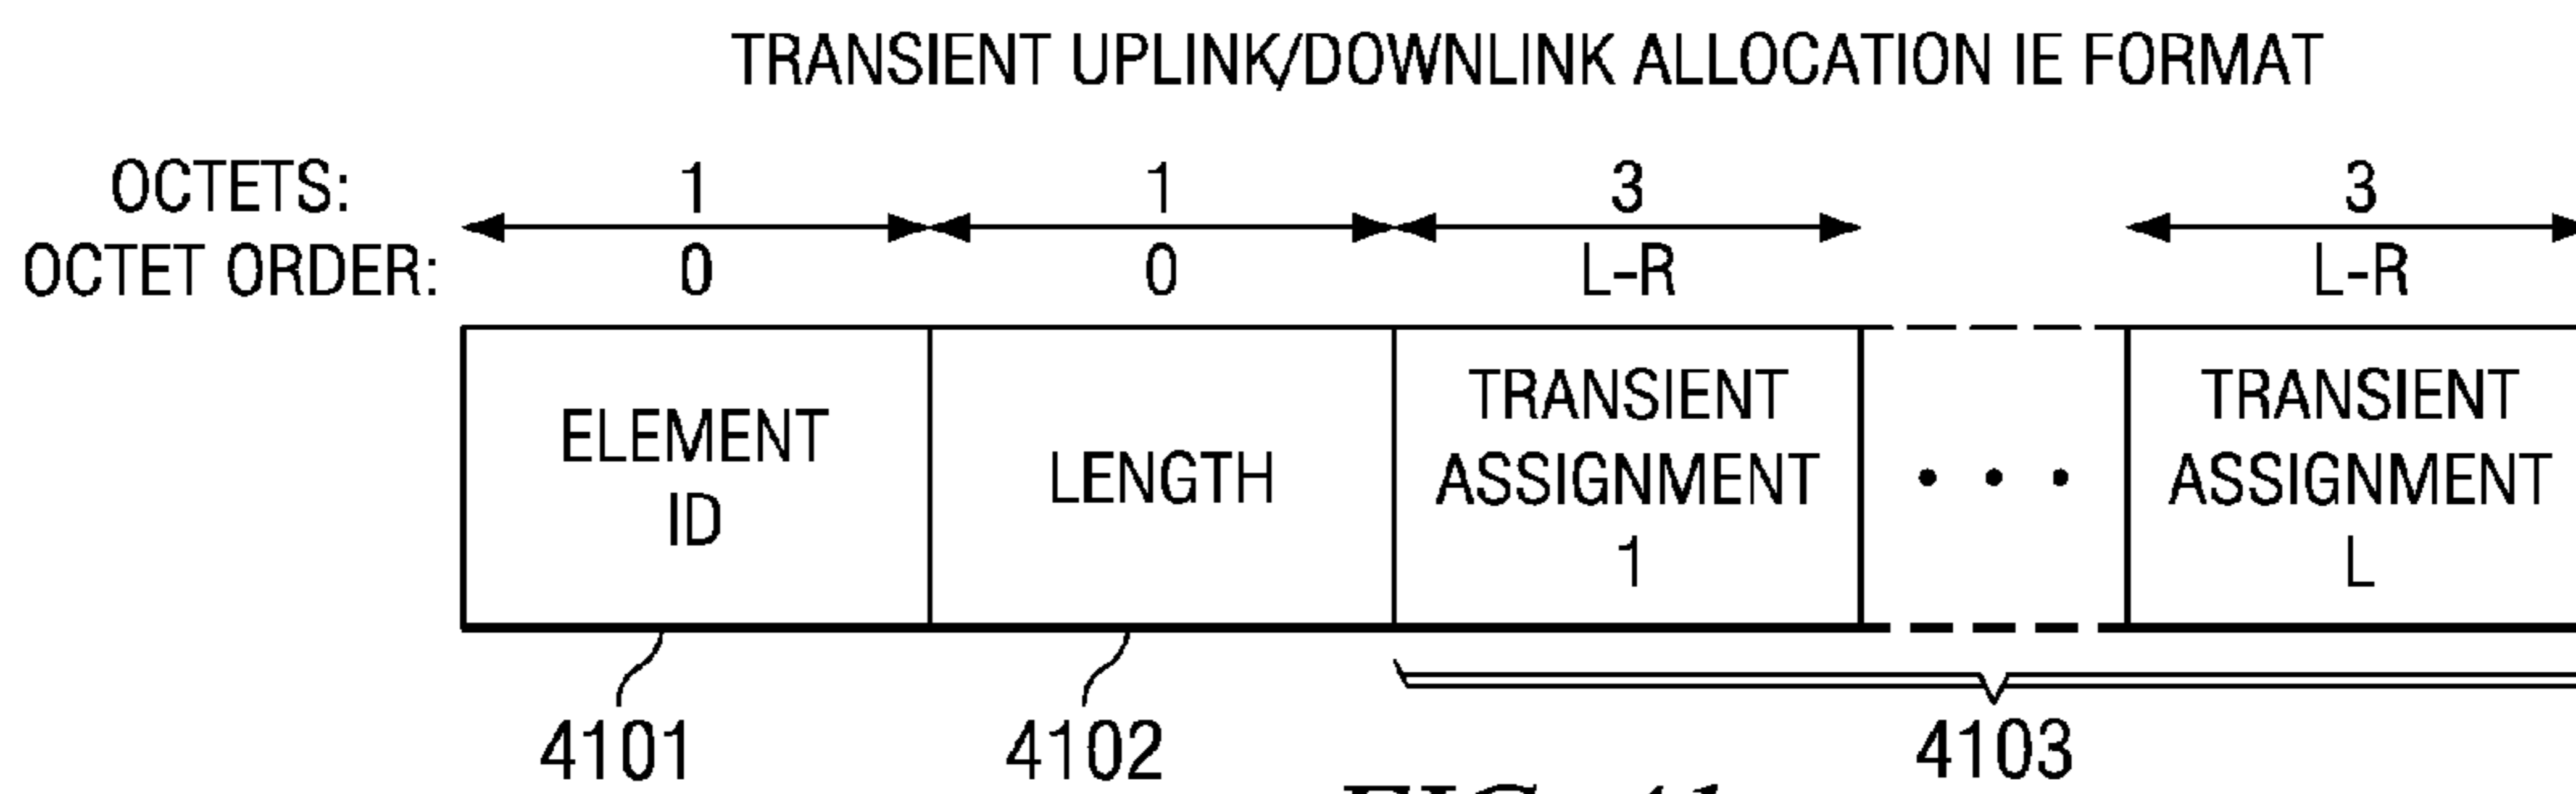 TRANSIENT UPLINK/DOWNLINK ALLOCATION IE FORMAT
OCTETS: 1 1 3 3
OCTET ORDER: 0 0 L-R L-R
ELEMENT ID
LENGTH
TRANSIENT ASSIGNMENT 1
• • •
TRANSIENT ASSIGNMENT L
4101 4102 4103